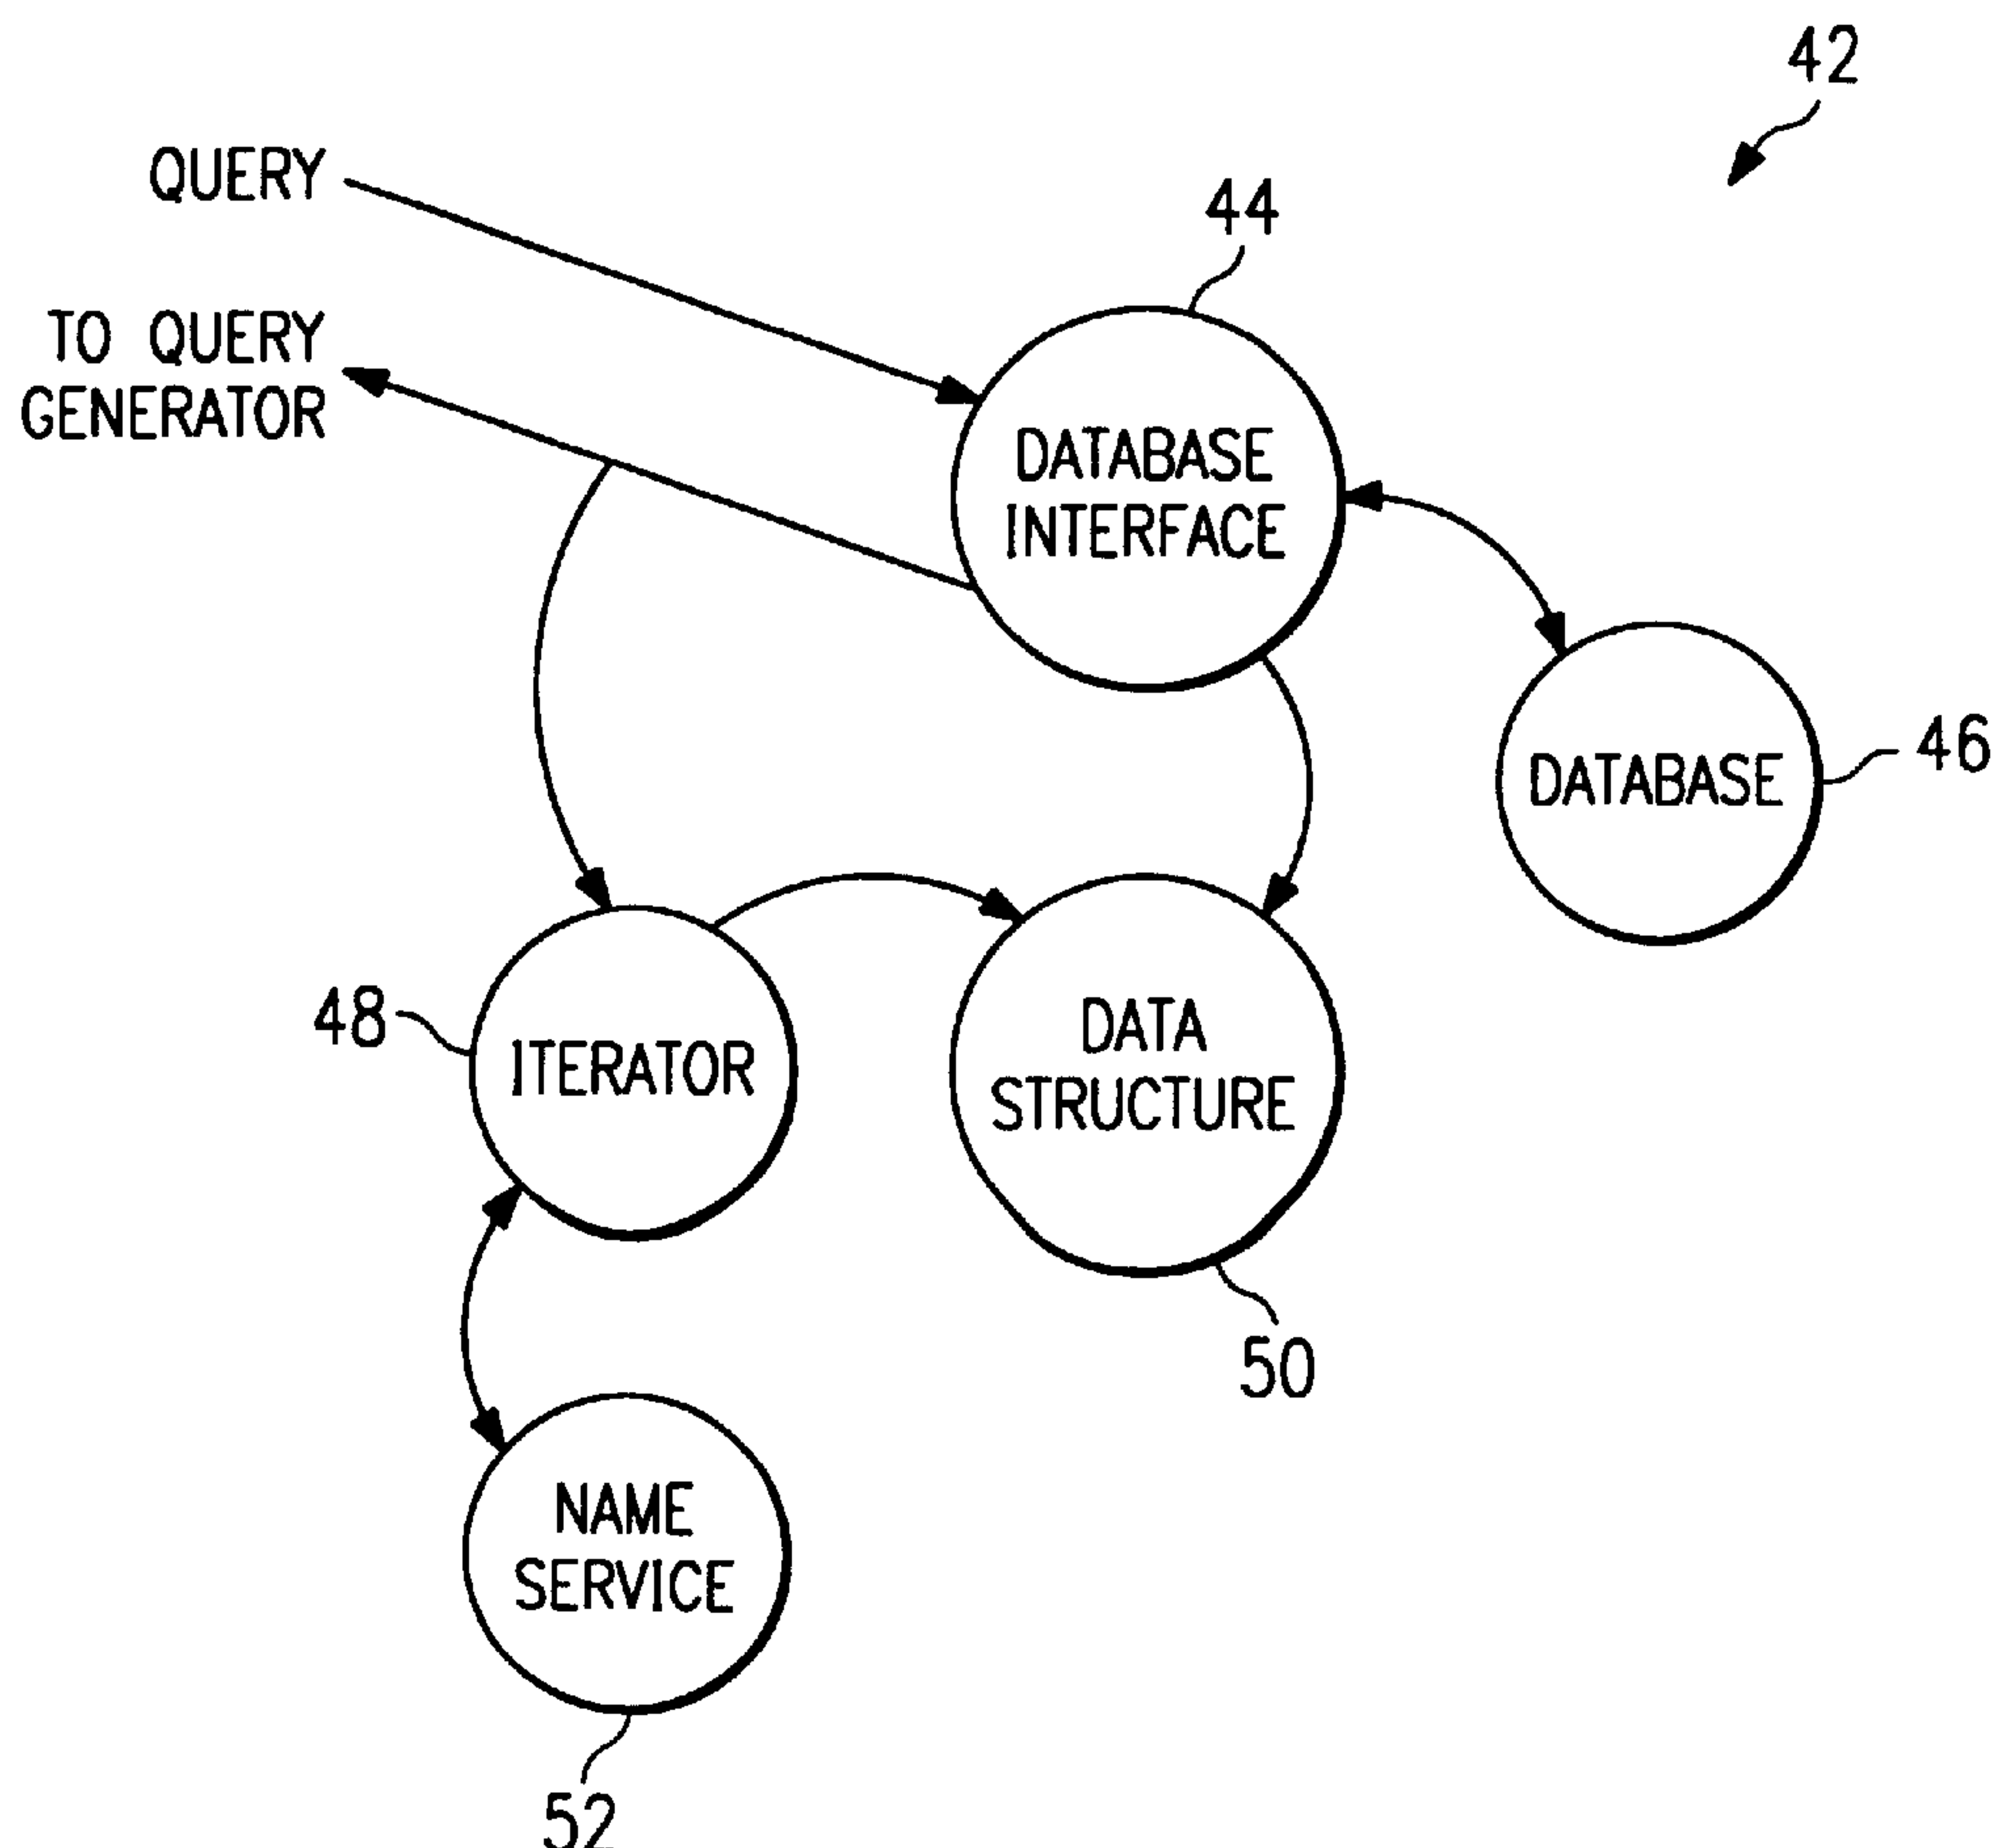 42
QUERY
44
TO QUERY
GENERATOR
DATABASE
INTERFACE
46
DATABASE
48
ITERATOR
DATA
STRUCTURE
50
NAME
SERVICE
52